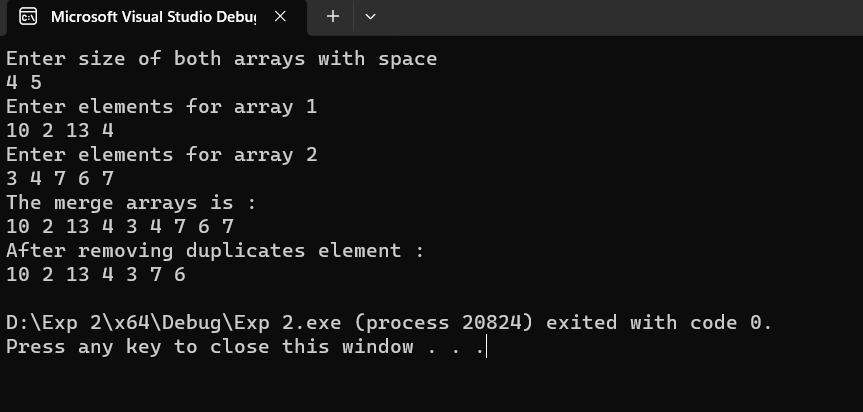 Microsoft Visual Studio Debug
Enter size of both arrays with space
4 5
Enter elements for array 1
10 2 13 4
Enter elements for array 2
3 4 7 6 7
The merge arrays is :
10 2 13 4 3 4 7 6 7
After removing duplicates element :
10 2 13 4 3 7 6
D:\Exp 2\x64\Debug\Exp 2.exe (process 20824) exited with code 0.
Press any key to close this window . . .